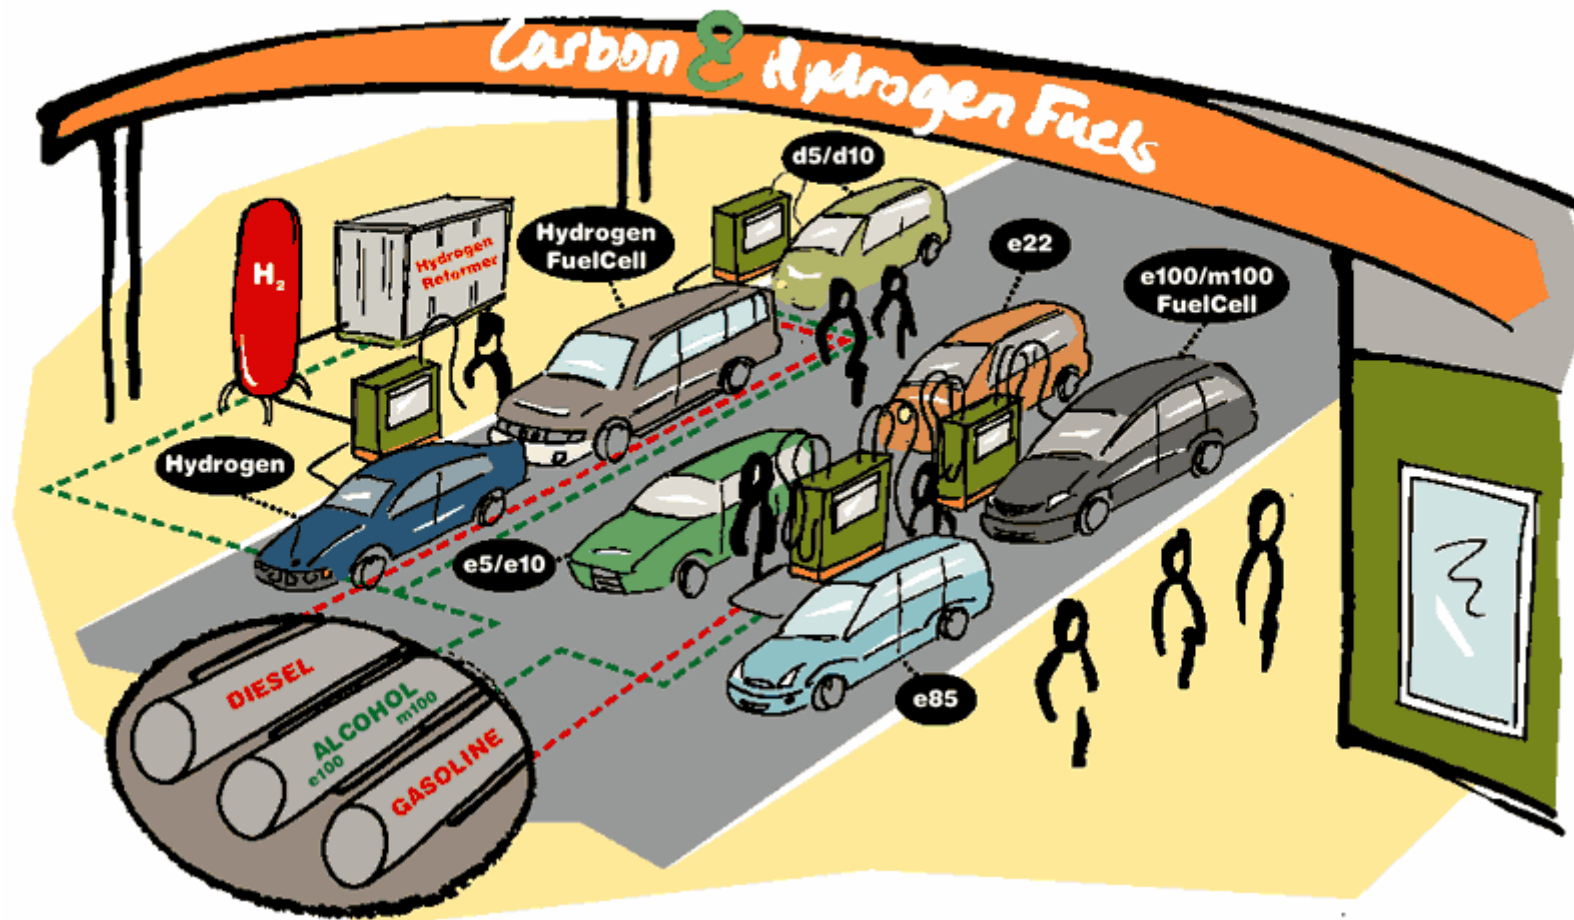 Carbon & Hydrogen Fuels
d5/d10
Hydrogen
FuelCell
e22
e100/m100
FuelCell
H₂
Hydrogen
Reformer
Hydrogen
e5/e10
e85
DIESEL
ALCOHOL
e100 m100
GASOLINE